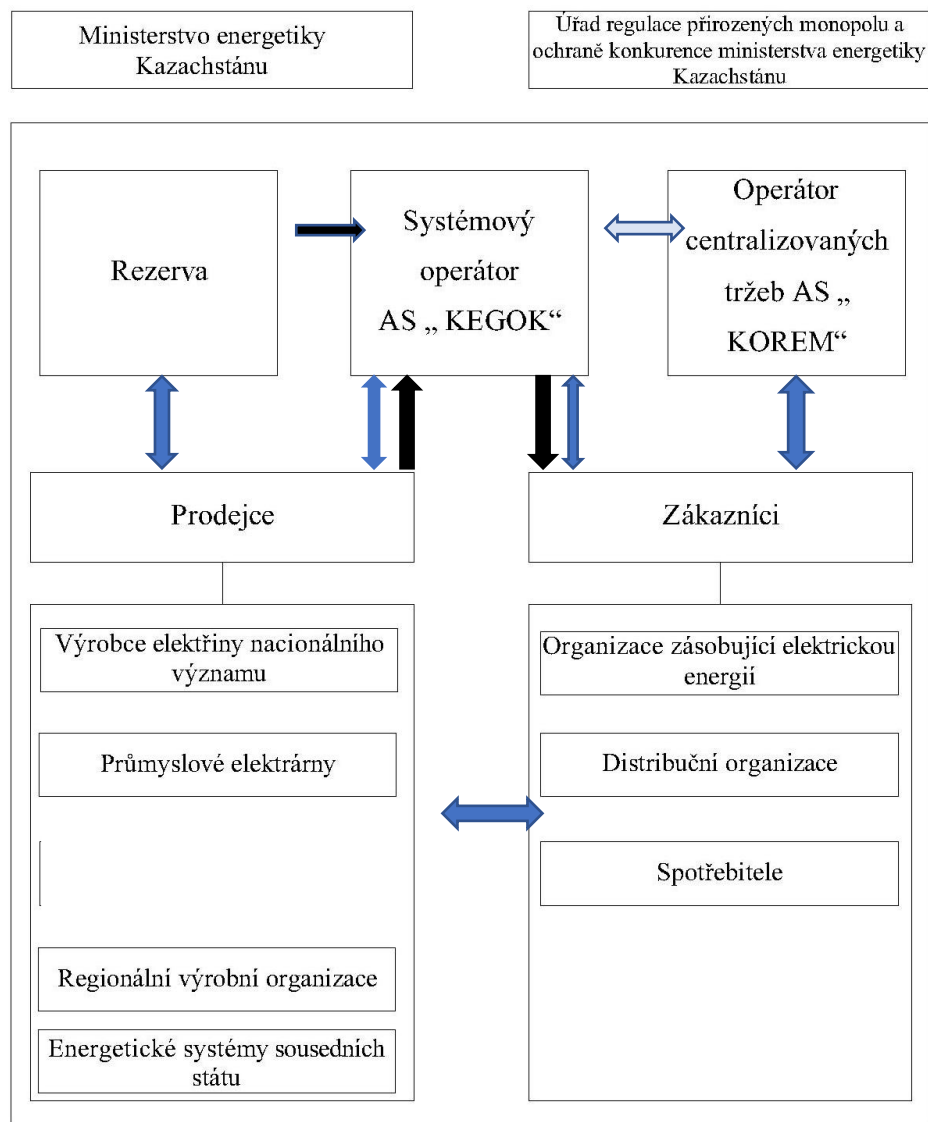 Ministerstvo energetiky
Kazachstánu
Úřad regulace přirozených monopolu a
ochraně konkurence ministerstva energetiky
Kazachstánu
Rezerva
Systémový
operátor
AS „ KEGOK“
Operátor
centralizovaných
tržeb AS „
KOREM“
Prodejce
Zákazníci
Výrobce elektřiny nacionálního
významu
Průmyslové elektrárny
Regionální výrobní organizace
Energetické systémy sousedních
státu
Organizace zásobující elektrickou
energií
Distribuční organizace
Spotřebitele